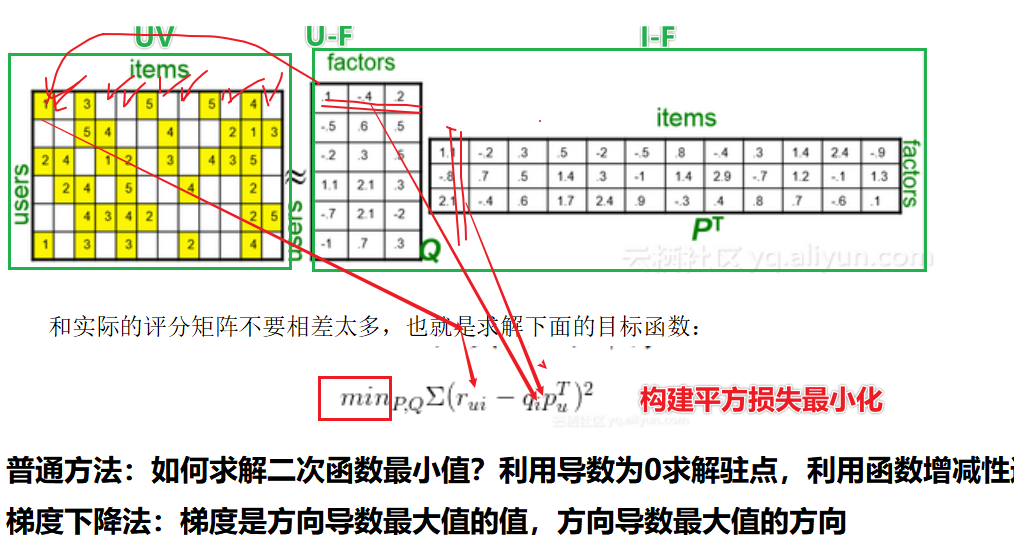 UV U-F I-F
items
factors
items
users
1 3 5 5 4
5 4 4 2 1 3
2 4 1 2 3 4 3 5
2 4 5 4 2
4 3 4 2 2 5
1 3 3 2 4
≈
users
.1 -.4 .2
-.5 .6 .5
-.2 .3 .5
1.1 2.1 .3
-.7 2.1 -2
-1 .7 .3
Q
1.1 -.2 .3 .5 -2 -.5 .8 -.4 .3 1.4 2.4 -.9
-.8 .7 .5 1.4 .3 -1 1.4 2.9 -.7 1.2 -.1 1.3
2.1 -.4 .6 1.7 2.4 .9 -.3 .4 .8 .7 -.6 .1
factors
P^T
云栖社区 yq.aliyun.com
和实际的评分矩阵不要相差太多，也就是求解下面的目标函数：
min_{P,Q}Σ(r_{ui} − q_i p_u^T)^2
构建平方损失最小化
云栖社区 yq.aliyun.com
普通方法：如何求解二次函数最小值？利用导数为0求解驻点，利用函数增减性
梯度下降法：梯度是方向导数最大值的值，方向导数最大值的方向